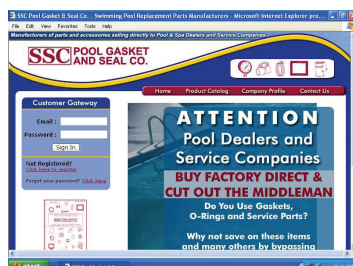 SSC Pool Gasket & Seal Co. - Swimming Pool Replacement Parts Manufacturers - Microsoft Internet Explorer pro...
File Edit View Favorites Tools Help
Manufacturers of parts and accessories selling directly to Pool & Spa Dealers and Service Companies
SSC POOL GASKET
AND SEAL CO.
Home Product Catalog Company Profile Contact Us
Customer Gateway
Email :
Password :
Sign In
Not Registered?
Click here to register
Forgot your password? Click here
ATTENTION
Pool Dealers and
Service Companies
BUY FACTORY DIRECT &
CUT OUT THE MIDDLEMAN
Do You Use Gaskets,
O-Rings and Service Parts?
Why not save on these items
and many others by bypassing
start